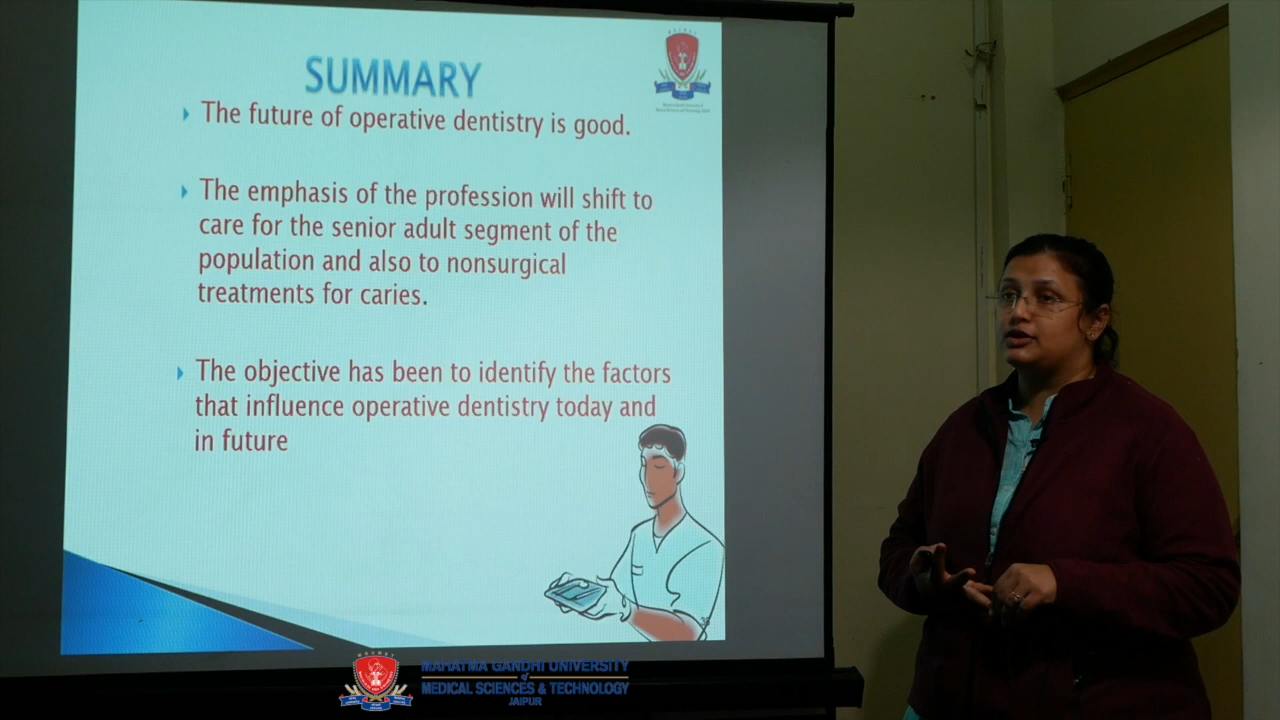 SUMMARY
The future of operative dentistry is good.
The emphasis of the profession will shift to
care for the senior adult segment of the
population and also to nonsurgical
treatments for caries.
The objective has been to identify the factors
that influence operative dentistry today and
in future
MAHATMA GANDHI UNIVERSITY
of
MEDICAL SCIENCES & TECHNOLOGY
JAIPUR